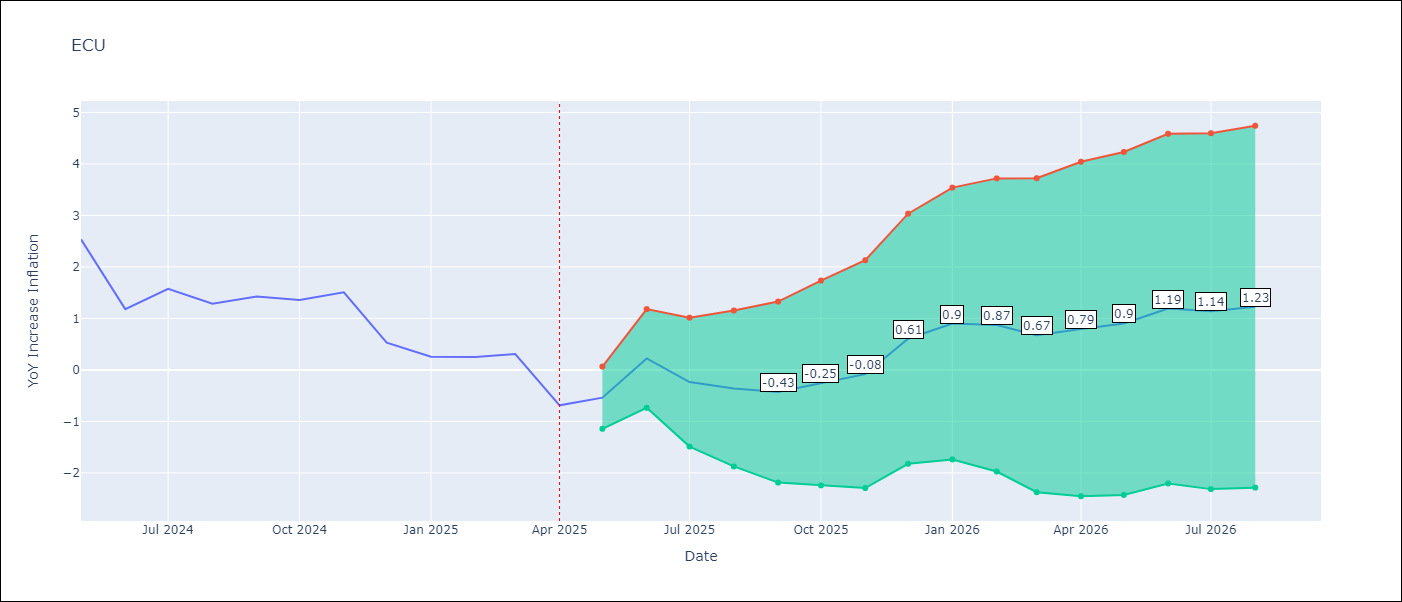 ECU
YoY Increase Inflation
5
4
3
2
1
0
−1
−2
-0.43
-0.25
-0.08
0.61
0.9
0.87
0.67
0.79
0.9
1.19
1.14
1.23
Jul 2024
Oct 2024
Jan 2025
Apr 2025
Jul 2025
Oct 2025
Jan 2026
Apr 2026
Jul 2026
Date